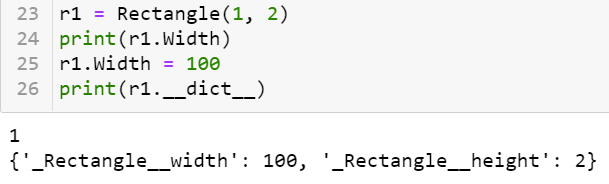 23 r1 = Rectangle(1, 2)
24 print(r1.Width)
25 r1.Width = 100
26 print(r1.__dict__)
1
{'_Rectangle__width': 100, '_Rectangle__height': 2}